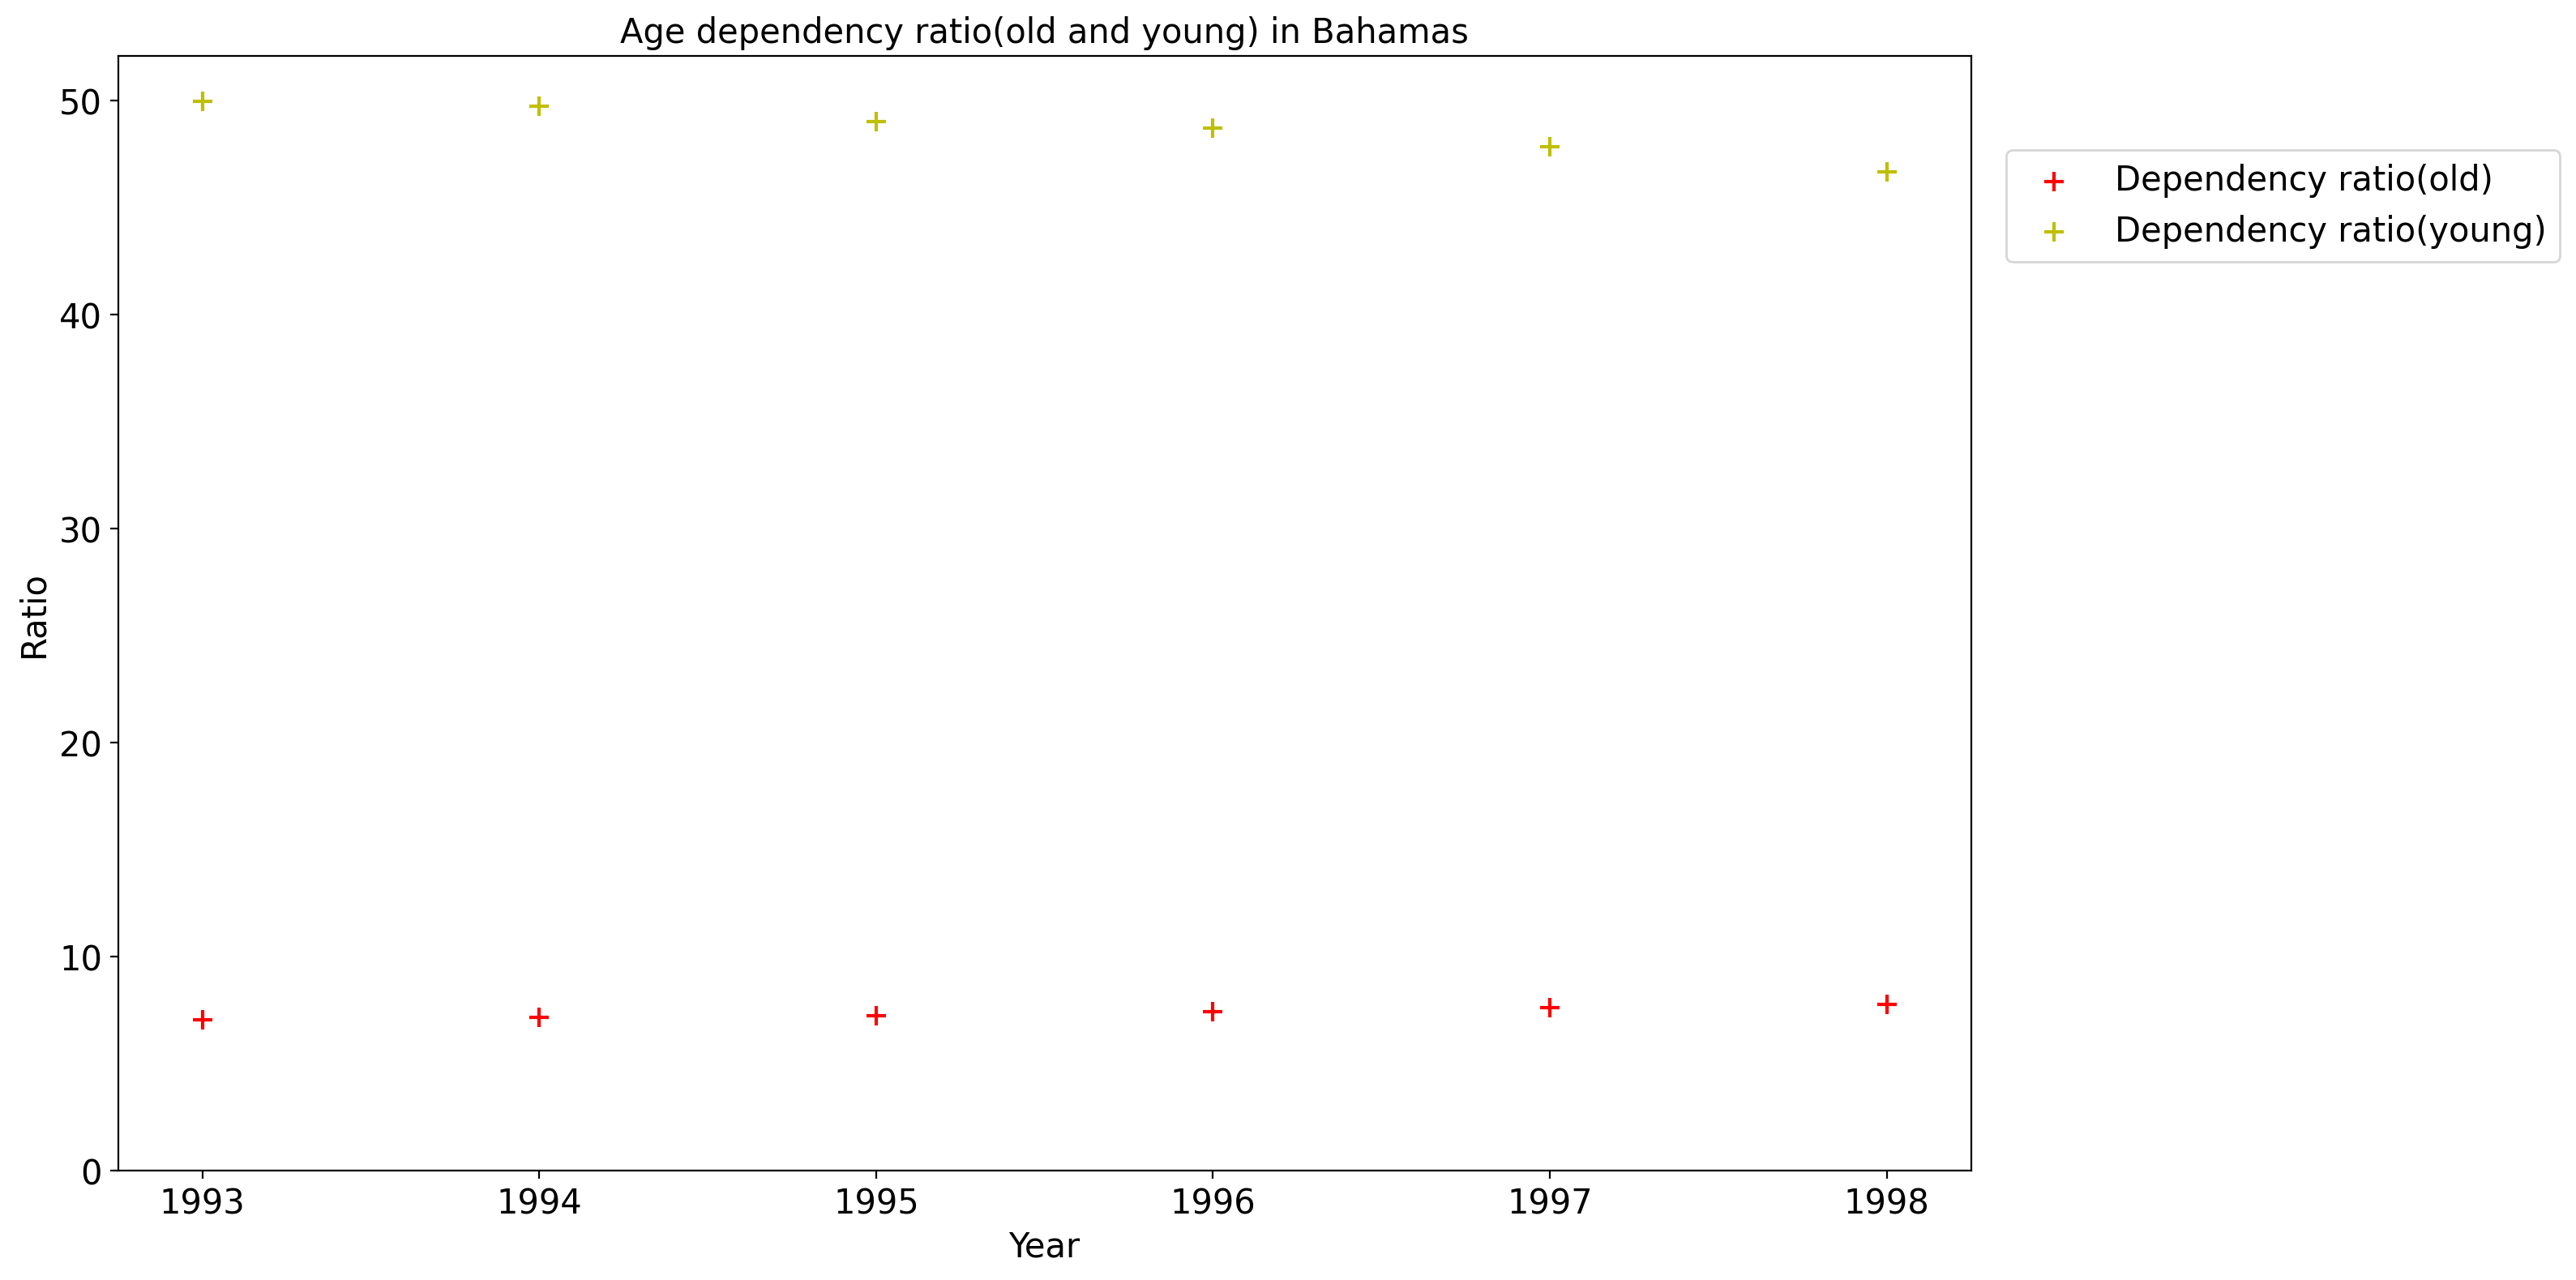 Age dependency ratio(old and young) in Bahamas
50
40
30
20
10
0
Ratio
1993 1994 1995 1996 1997 1998
Year
Dependency ratio(old)
Dependency ratio(young)